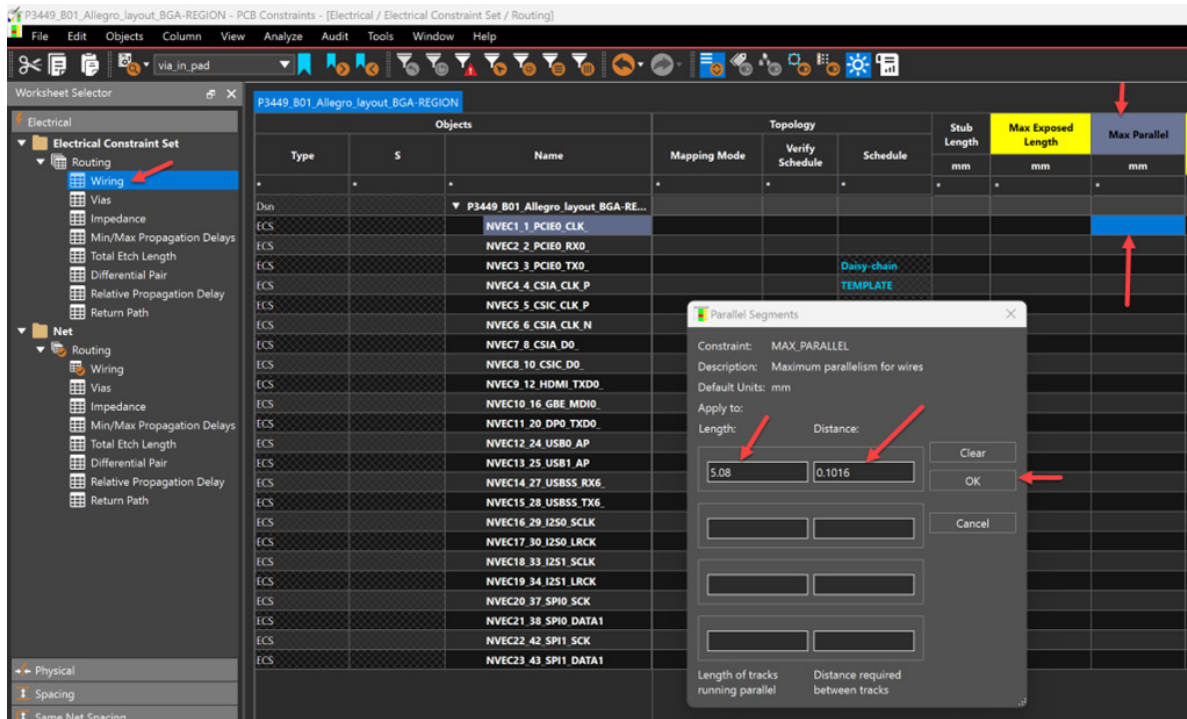 P3449_B01_Allegro_layout_BGA-REGION - PCB Constraints - [Electrical / Electrical Constraint Set / Routing]
File Edit Objects Column View Analyze Audit Tools Window Help
via_in_pad
Worksheet Selector
Electrical
Electrical Constraint Set
Routing
Wiring
Vias
Impedance
Min/Max Propagation Delays
Total Etch Length
Differential Pair
Relative Propagation Delay
Return Path
Net
Routing
Wiring
Vias
Impedance
Min/Max Propagation Delays
Total Etch Length
Differential Pair
Relative Propagation Delay
Return Path
Physical
Spacing
Same Net Spacing
P3449_B01_Allegro_layout_BGA-REGION
Objects Topology Stub Length Max Exposed Length Max Parallel
Type S Name Mapping Mode Verify Schedule Schedule mm mm mm
* * * * * * * * *
Dsn P3449_B01_Allegro_layout_BGA-RE...
ECS NVEC1_1_PCIE0_CLK_
ECS NVEC2_2_PCIE0_RX0_
ECS NVEC3_3_PCIE0_TX0_ Daisy-chain
ECS NVEC4_4_CSIA_CLK_P TEMPLATE
ECS NVEC5_5_CSIC_CLK_P
ECS NVEC6_6_CSIA_CLK_N
ECS NVEC7_8_CSIA_D0_
ECS NVEC8_10_CSIC_D0_
ECS NVEC9_12_HDMI_TXD0_
ECS NVEC10_16_GBE_MDI0_
ECS NVEC11_20_DP0_TXD0_
ECS NVEC12_24_USB0_AP
ECS NVEC13_25_USB1_AP
ECS NVEC14_27_USBSS_RX6_
ECS NVEC15_28_USBSS_TX6_
ECS NVEC16_29_I2S0_SCLK
ECS NVEC17_30_I2S0_LRCK
ECS NVEC18_33_I2S1_SCLK
ECS NVEC19_34_I2S1_LRCK
ECS NVEC20_37_SPI0_SCK
ECS NVEC21_38_SPI0_DATA1
ECS NVEC22_42_SPI1_SCK
ECS NVEC23_43_SPI1_DATA1
Parallel Segments
Constraint: MAX_PARALLEL
Description: Maximum parallelism for wires
Default Units: mm
Apply to:
Length: Distance:
5.08 0.1016
Clear
OK
Cancel
Length of tracks Distance required
running parallel between tracks